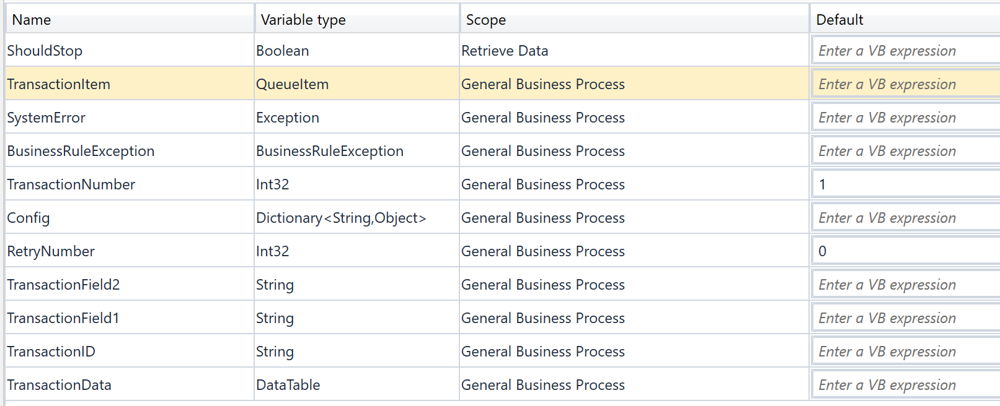 Name Variable type Scope Default
ShouldStop Boolean Retrieve Data Enter a VB expression
TransactionItem QueueItem General Business Process Enter a VB expression
SystemError Exception General Business Process Enter a VB expression
BusinessRuleException BusinessRuleException General Business Process Enter a VB expression
TransactionNumber Int32 General Business Process 1
Config Dictionary<String,Object> General Business Process Enter a VB expression
RetryNumber Int32 General Business Process 0
TransactionField2 String General Business Process Enter a VB expression
TransactionField1 String General Business Process Enter a VB expression
TransactionID String General Business Process Enter a VB expression
TransactionData DataTable General Business Process Enter a VB expression